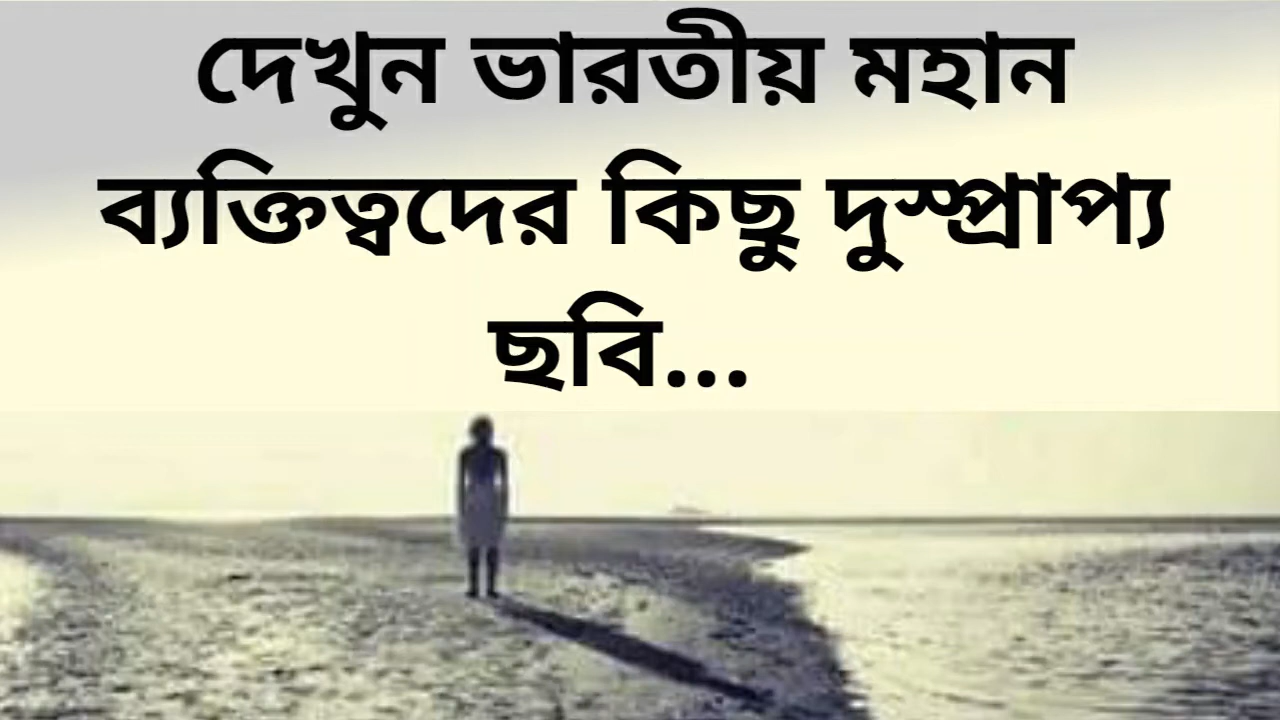 দেখুন ভারতীয় মহান
ব্যক্তিত্বদের কিছু দুস্প্রাপ্য
ছবি...